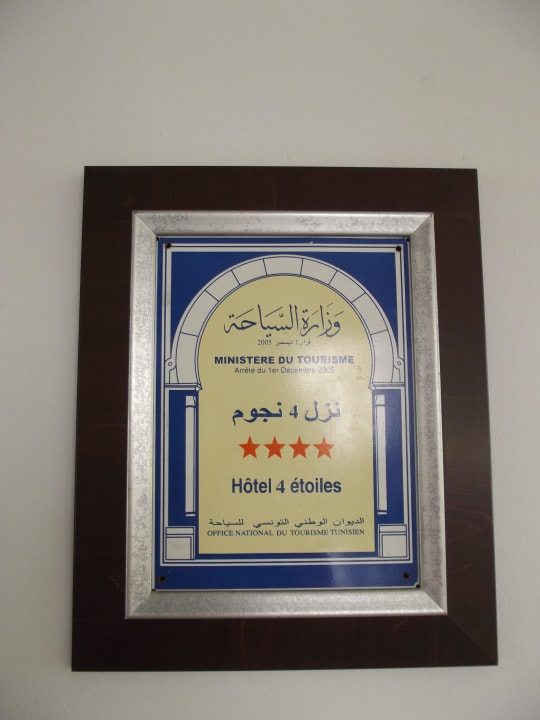 وزارة السياحة
قرار 1 ديسمبر 2005
MINISTERE DU TOURISME
Arrêté du 1er Décembre 2005
نزل 4 نجوم
Hôtel 4 étoiles
الديوان الوطني التونسي للسياحة
OFFICE NATIONAL DU TOURISME TUNISIEN